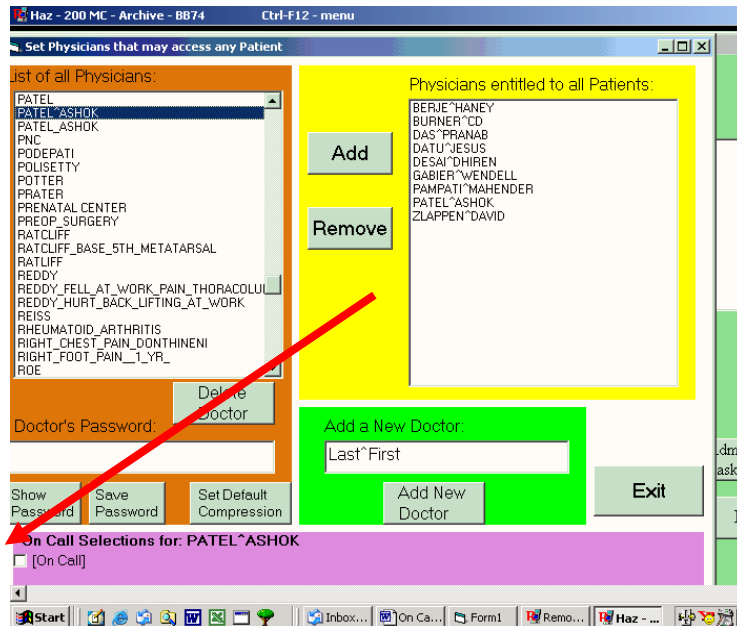 Haz - 200 MC - Archive - BB74 Ctrl-F12 - menu
Set Physicians that may access any Patient
List of all Physicians:
PATEL
PATEL^ASHOK
PATEL_ASHOK
PNC
PODEPATI
POLISETTY
POTTER
PRATER
PRENATAL CENTER
PREOP_SURGERY
RATCLIFF
RATCLIFF_BASE_5TH_METATARSAL
RATLIFF
REDDY
REDDY_FELL_AT_WORK_PAIN_THORACOLU
REDDY_HURT_BACK_LIFTING_AT_WORK
REISS
RHEUMATOID_ARTHRITIS
RIGHT_CHEST_PAIN_DONTHINENI
RIGHT_FOOT_PAIN__1_YR_
ROE
Delete
Doctor
Doctor's Password:
Show
Password
Save
Password
Set Default
Compression
Add
Remove
Physicians entitled to all Patients:
BERJE^HANEY
BURNER^CD
DAS^PRANAB
DATU^JESUS
DESAI^DHIREN
GABIER^WENDELL
PAMPATI^MAHENDER
PATEL^ASHOK
ZLAPPEN^DAVID
Add a New Doctor:
Last^First
Add New
Doctor
Exit
On Call Selections for: PATEL^ASHOK
[On Call]
Start
Inbox...
On Ca...
Form1
Remo...
Haz - ...